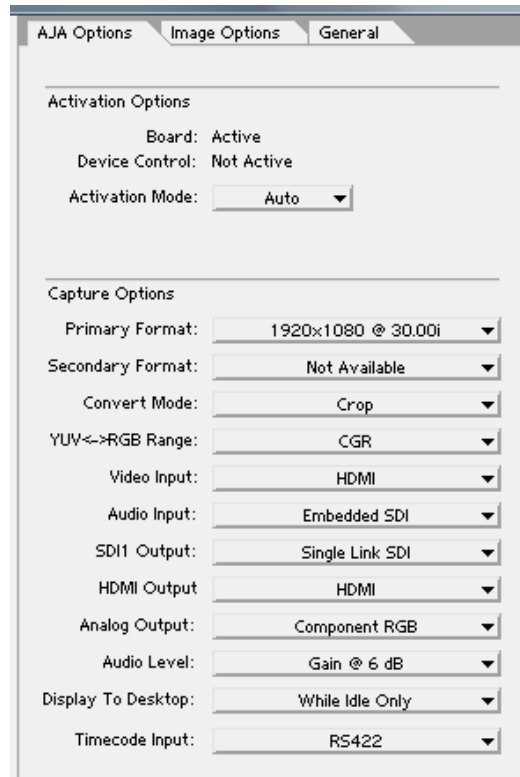 AJA Options Image Options General
Activation Options
Board: Active
Device Control: Not Active
Activation Mode: Auto
Capture Options
Primary Format: 1920x1080 @ 30.00i
Secondary Format: Not Available
Convert Mode: Crop
YUV<->RGB Range: CGR
Video Input: HDMI
Audio Input: Embedded SDI
SDI1 Output: Single Link SDI
HDMI Output HDMI
Analog Output: Component RGB
Audio Level: Gain @ 6 dB
Display To Desktop: While Idle Only
Timecode Input: RS422